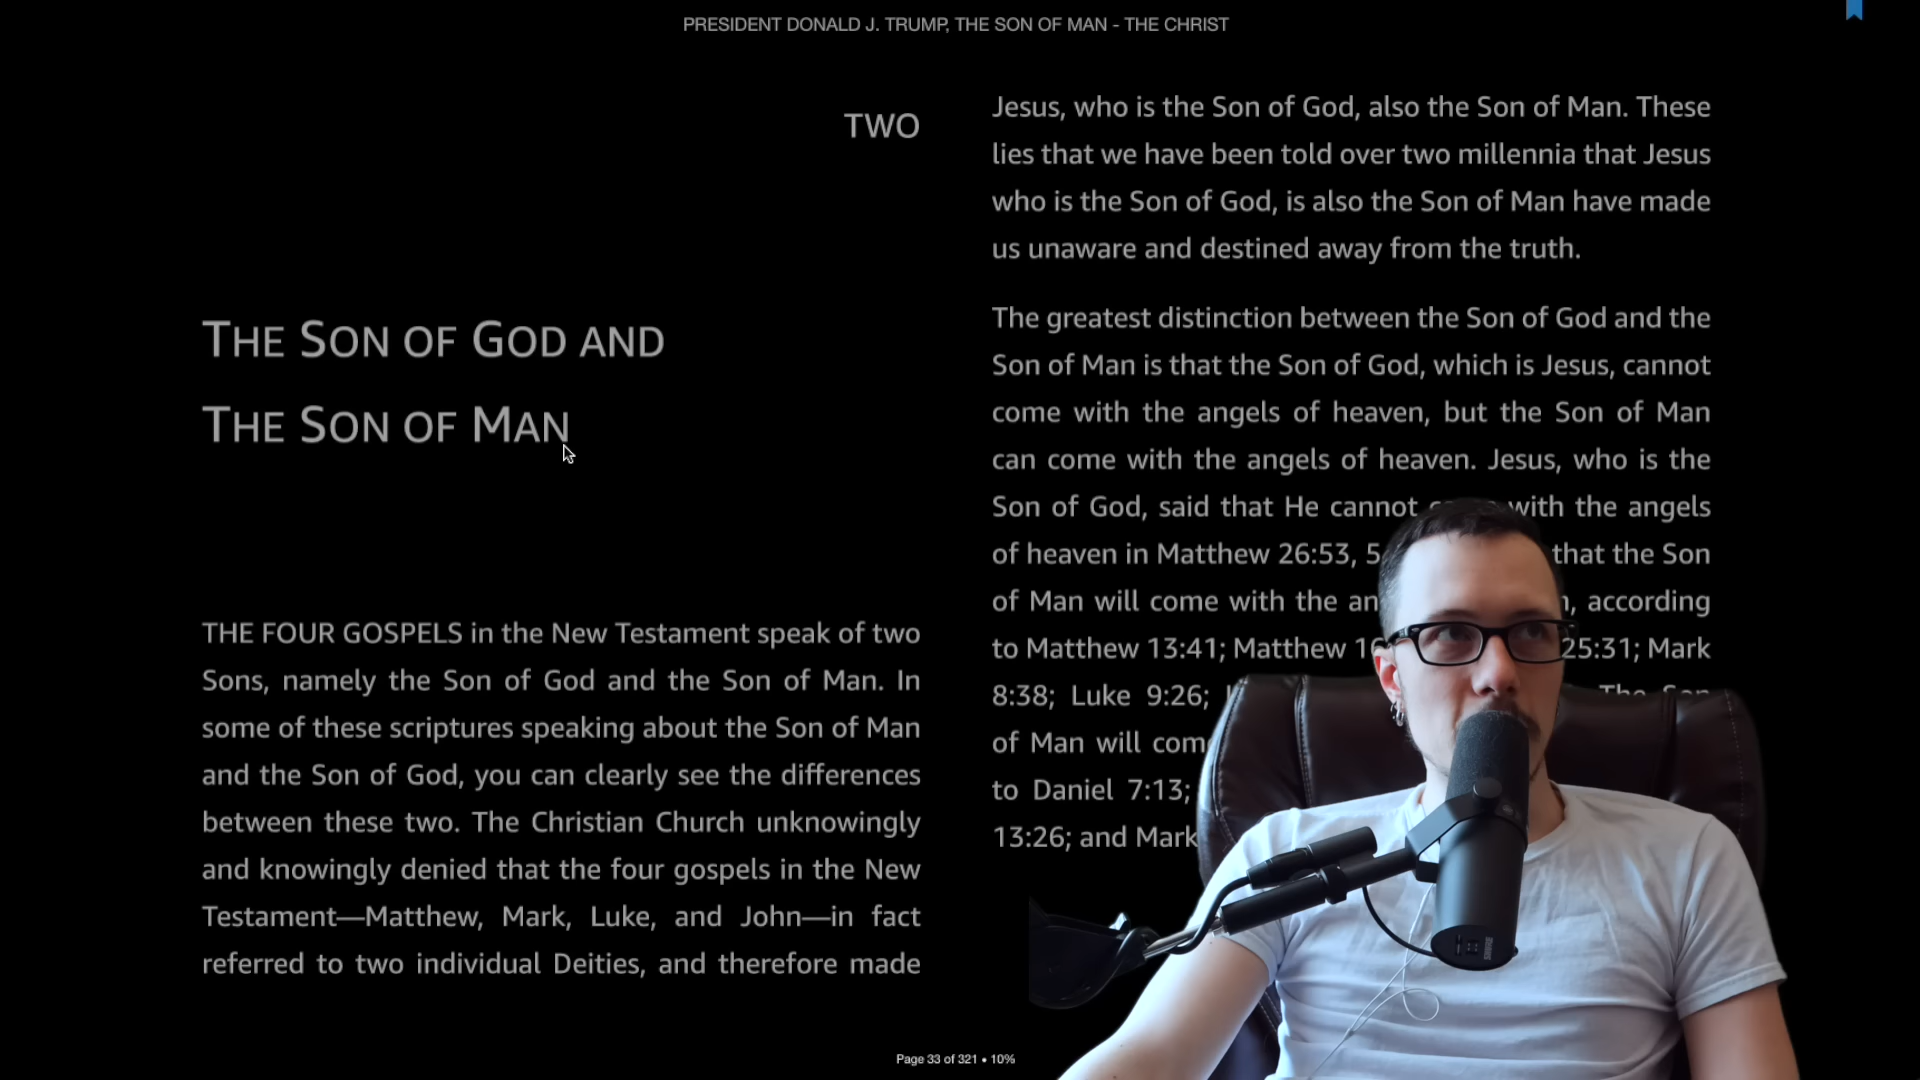 PRESIDENT DONALD J. TRUMP, THE SON OF MAN - THE CHRIST
TWO
THE SON OF GOD AND
THE SON OF MAN
THE FOUR GOSPELS in the New Testament speak of two
Sons, namely the Son of God and the Son of Man. In
some of these scriptures speaking about the Son of Man
and the Son of God, you can clearly see the differences
between these two. The Christian Church unknowingly
and knowingly denied that the four gospels in the New
Testament—Matthew, Mark, Luke, and John—in fact
referred to two individual Deities, and therefore made
Jesus, who is the Son of God, also the Son of Man. These
lies that we have been told over two millennia that Jesus
who is the Son of God, is also the Son of Man have made
us unaware and destined away from the truth.
The greatest distinction between the Son of God and the
Son of Man is that the Son of God, which is Jesus, cannot
come with the angels of heaven, but the Son of Man
can come with the angels of heaven. Jesus, who is the
Son of God, said that He cannot with the angels
of heaven in Matthew 26:53, 5 that the Son
of Man will come with the according
to Matthew 13:41; Matthew 25:31; Mark
8:38; Luke 9:26; The Son
of Man will
to Daniel 7:13;
13:26; and Mark
Page 33 of 321 • 10%